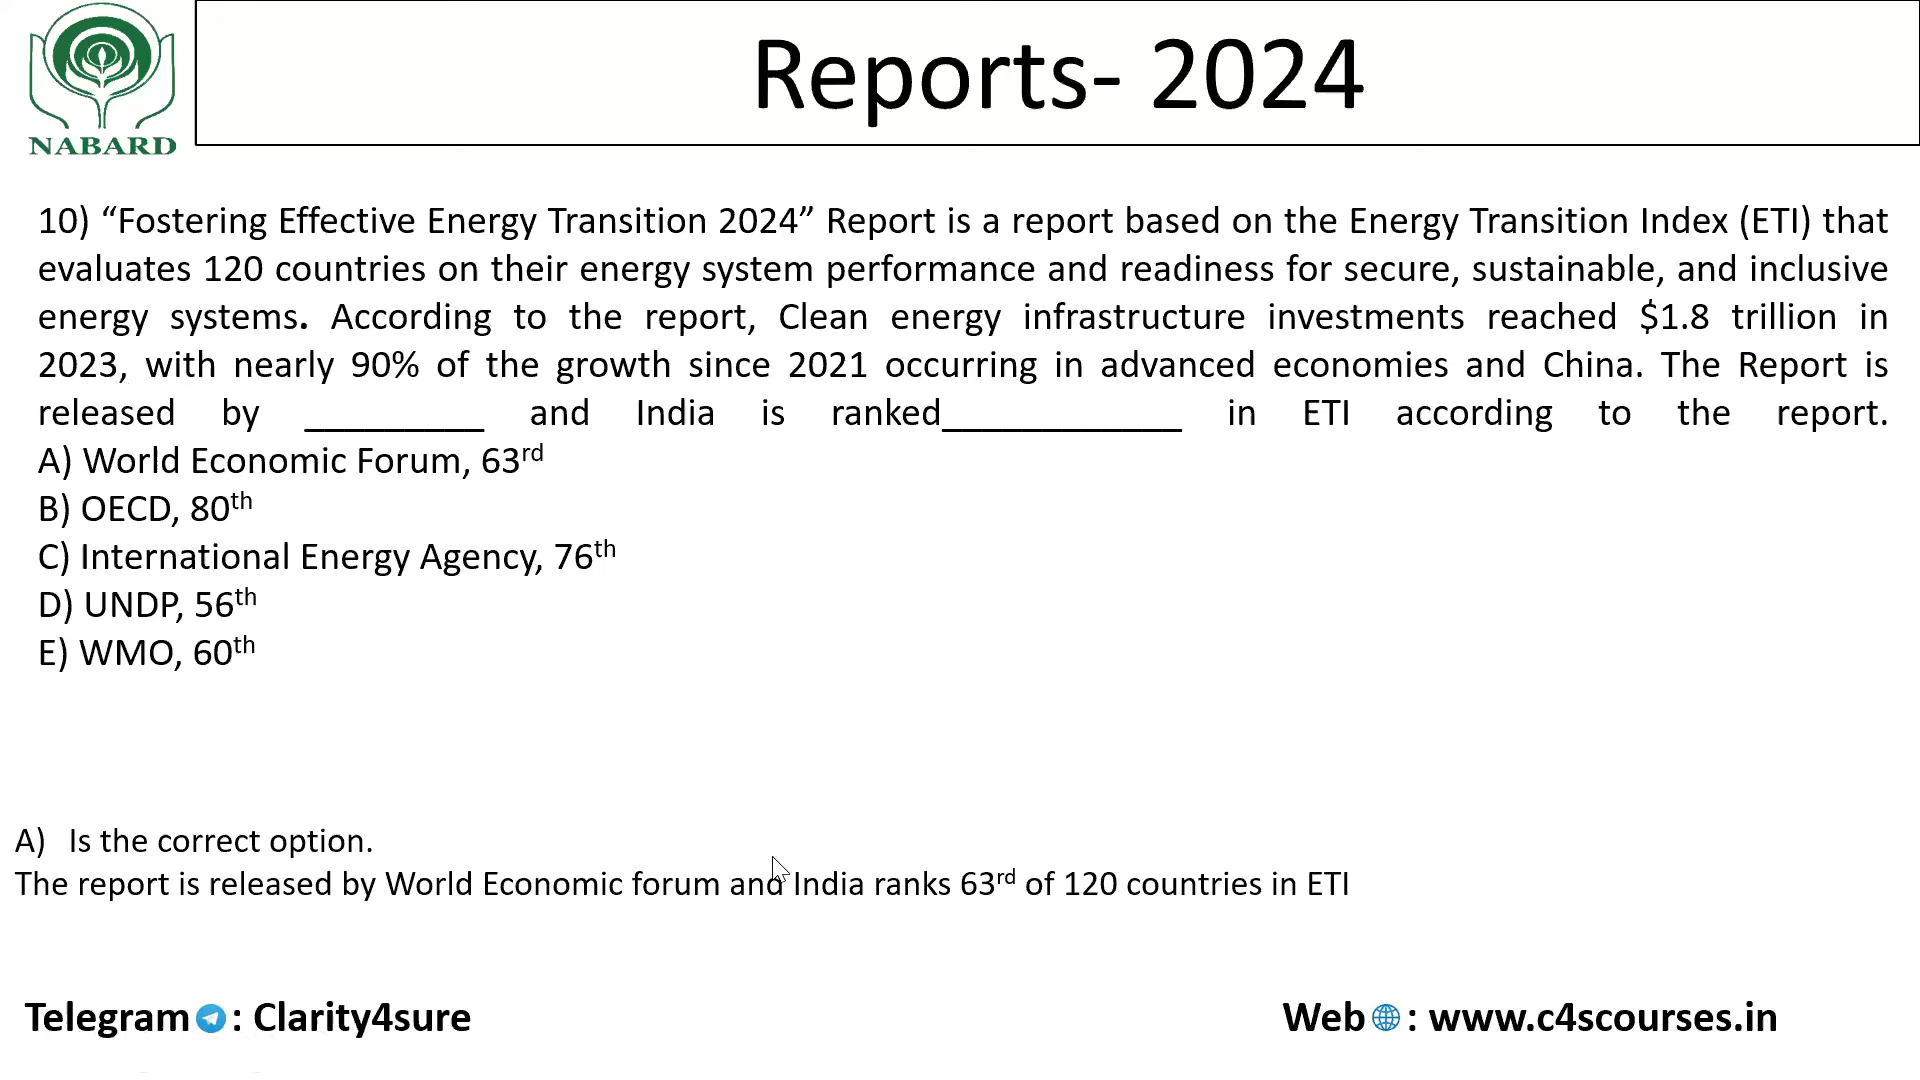 NABARD
Reports- 2024
10) “Fostering Effective Energy Transition 2024” Report is a report based on the Energy Transition Index (ETI) that
evaluates 120 countries on their energy system performance and readiness for secure, sustainable, and inclusive
energy systems. According to the report, Clean energy infrastructure investments reached $1.8 trillion in
2023, with nearly 90% of the growth since 2021 occurring in advanced economies and China. The Report is
released by _________ and India is ranked____________ in ETI according to the report.
A) World Economic Forum, 63rd
B) OECD, 80th
C) International Energy Agency, 76th
D) UNDP, 56th
E) WMO, 60th
A) Is the correct option.
The report is released by World Economic forum and India ranks 63rd of 120 countries in ETI
Telegram : Clarity4sure
Web : www.c4scourses.in